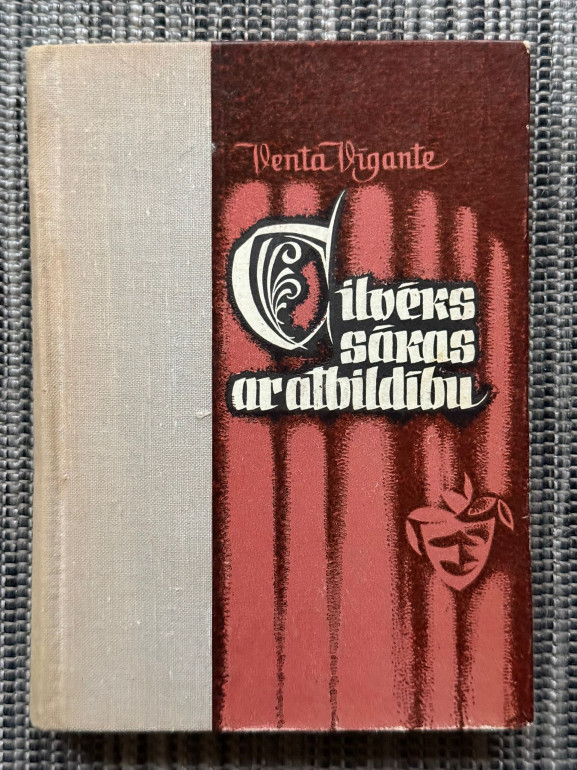 Venta Vīgante
Cilvēks
sākas
ar atbildību